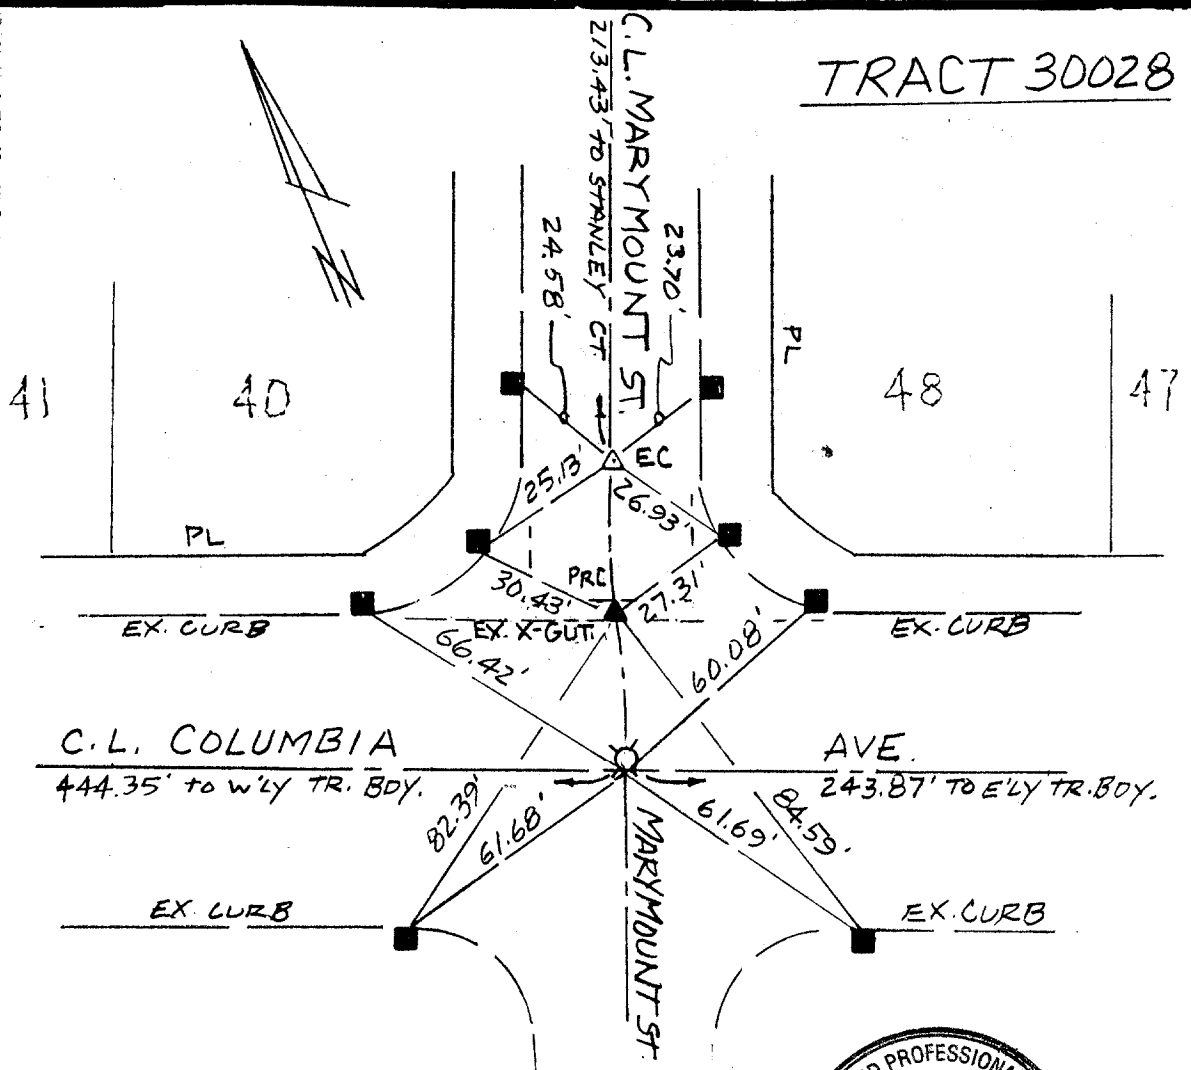 TRACT 30028
C.L. MARYMOUNT ST.
213.43' to STANLEY CT.
24.58'
23.70'
N
PL
41
40
48
47
EC
25.13'
26.93'
PL
PRC
30.43'
27.31'
EX. CURB
EX. X-GUT.
EX. CURB
66.42'
60.08'
C.L. COLUMBIA AVE.
444.35' to W'LY TR. BDY.
243.87' TO E'LY TR. BDY.
82.39'
61.68'
61.69'
84.59'
MARYMOUNT St.
EX. CURB
EX. CURB
PROFESSIONA